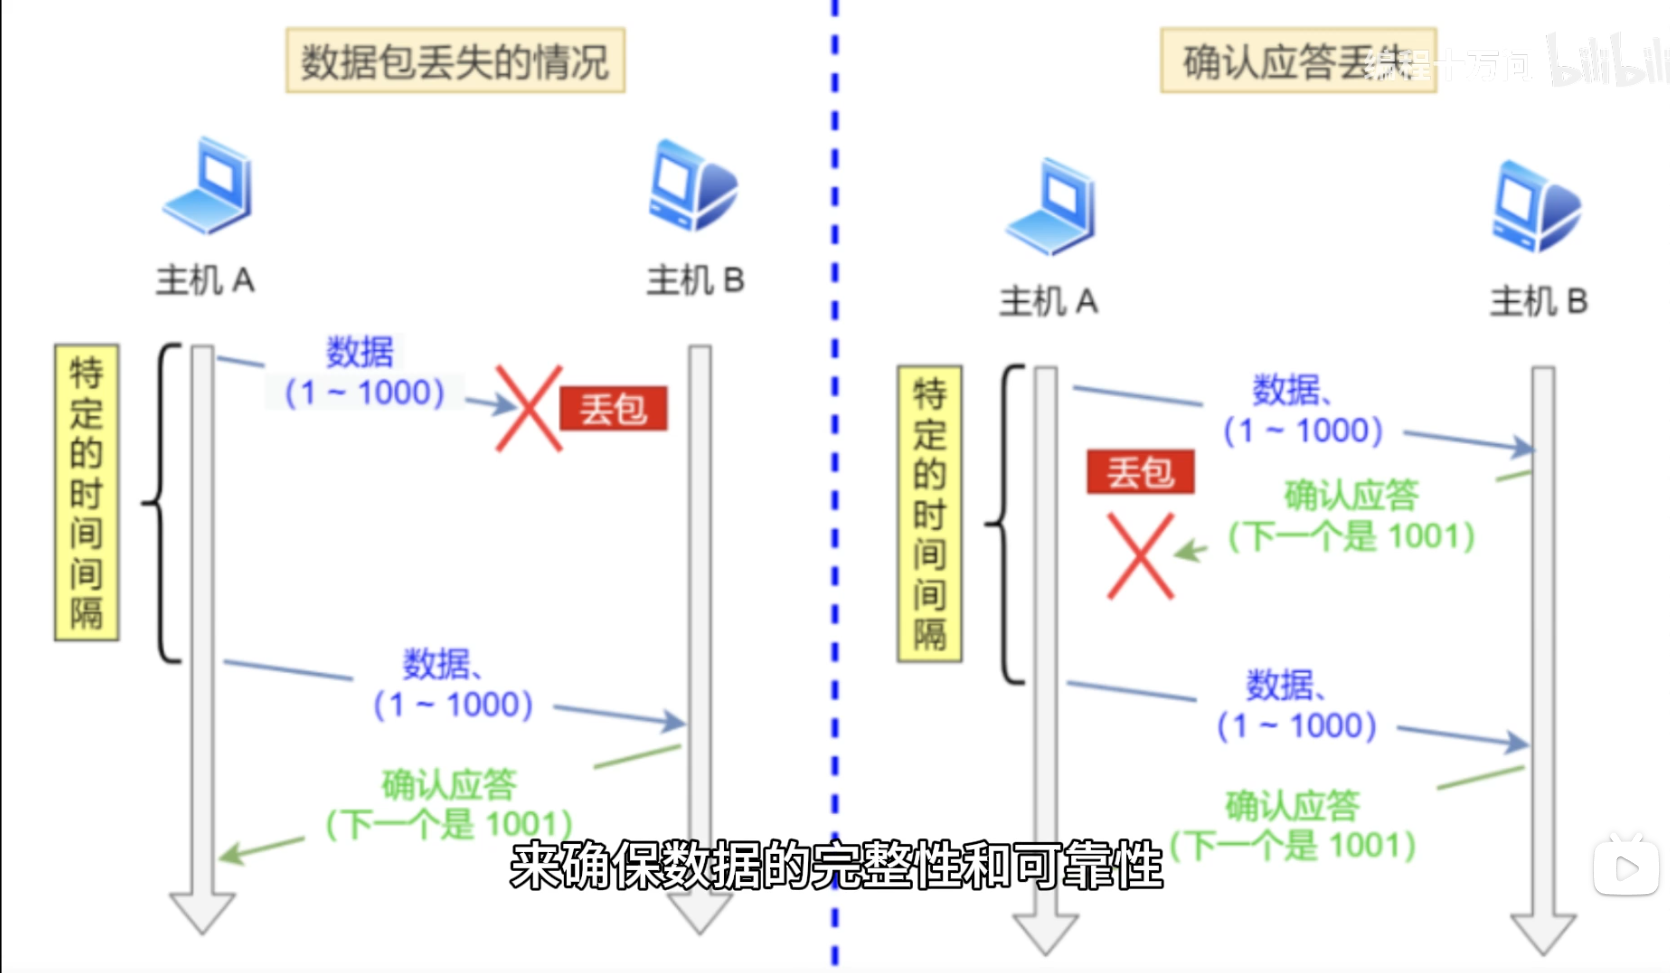 数据包丢失的情况
主机 A
主机 B
特定的时间间隔
数据
（1 ~ 1000）
丢包
数据、
（1 ~ 1000）
确认应答
（下一个是 1001）
确认应答丢失
编程十万问
bilibili
主机 A
主机 B
特定的时间间隔
数据、
（1 ~ 1000）
丢包
确认应答
（下一个是 1001）
数据、
（1 ~ 1000）
确认应答
（下一个是 1001）
来确保数据的完整性和可靠性